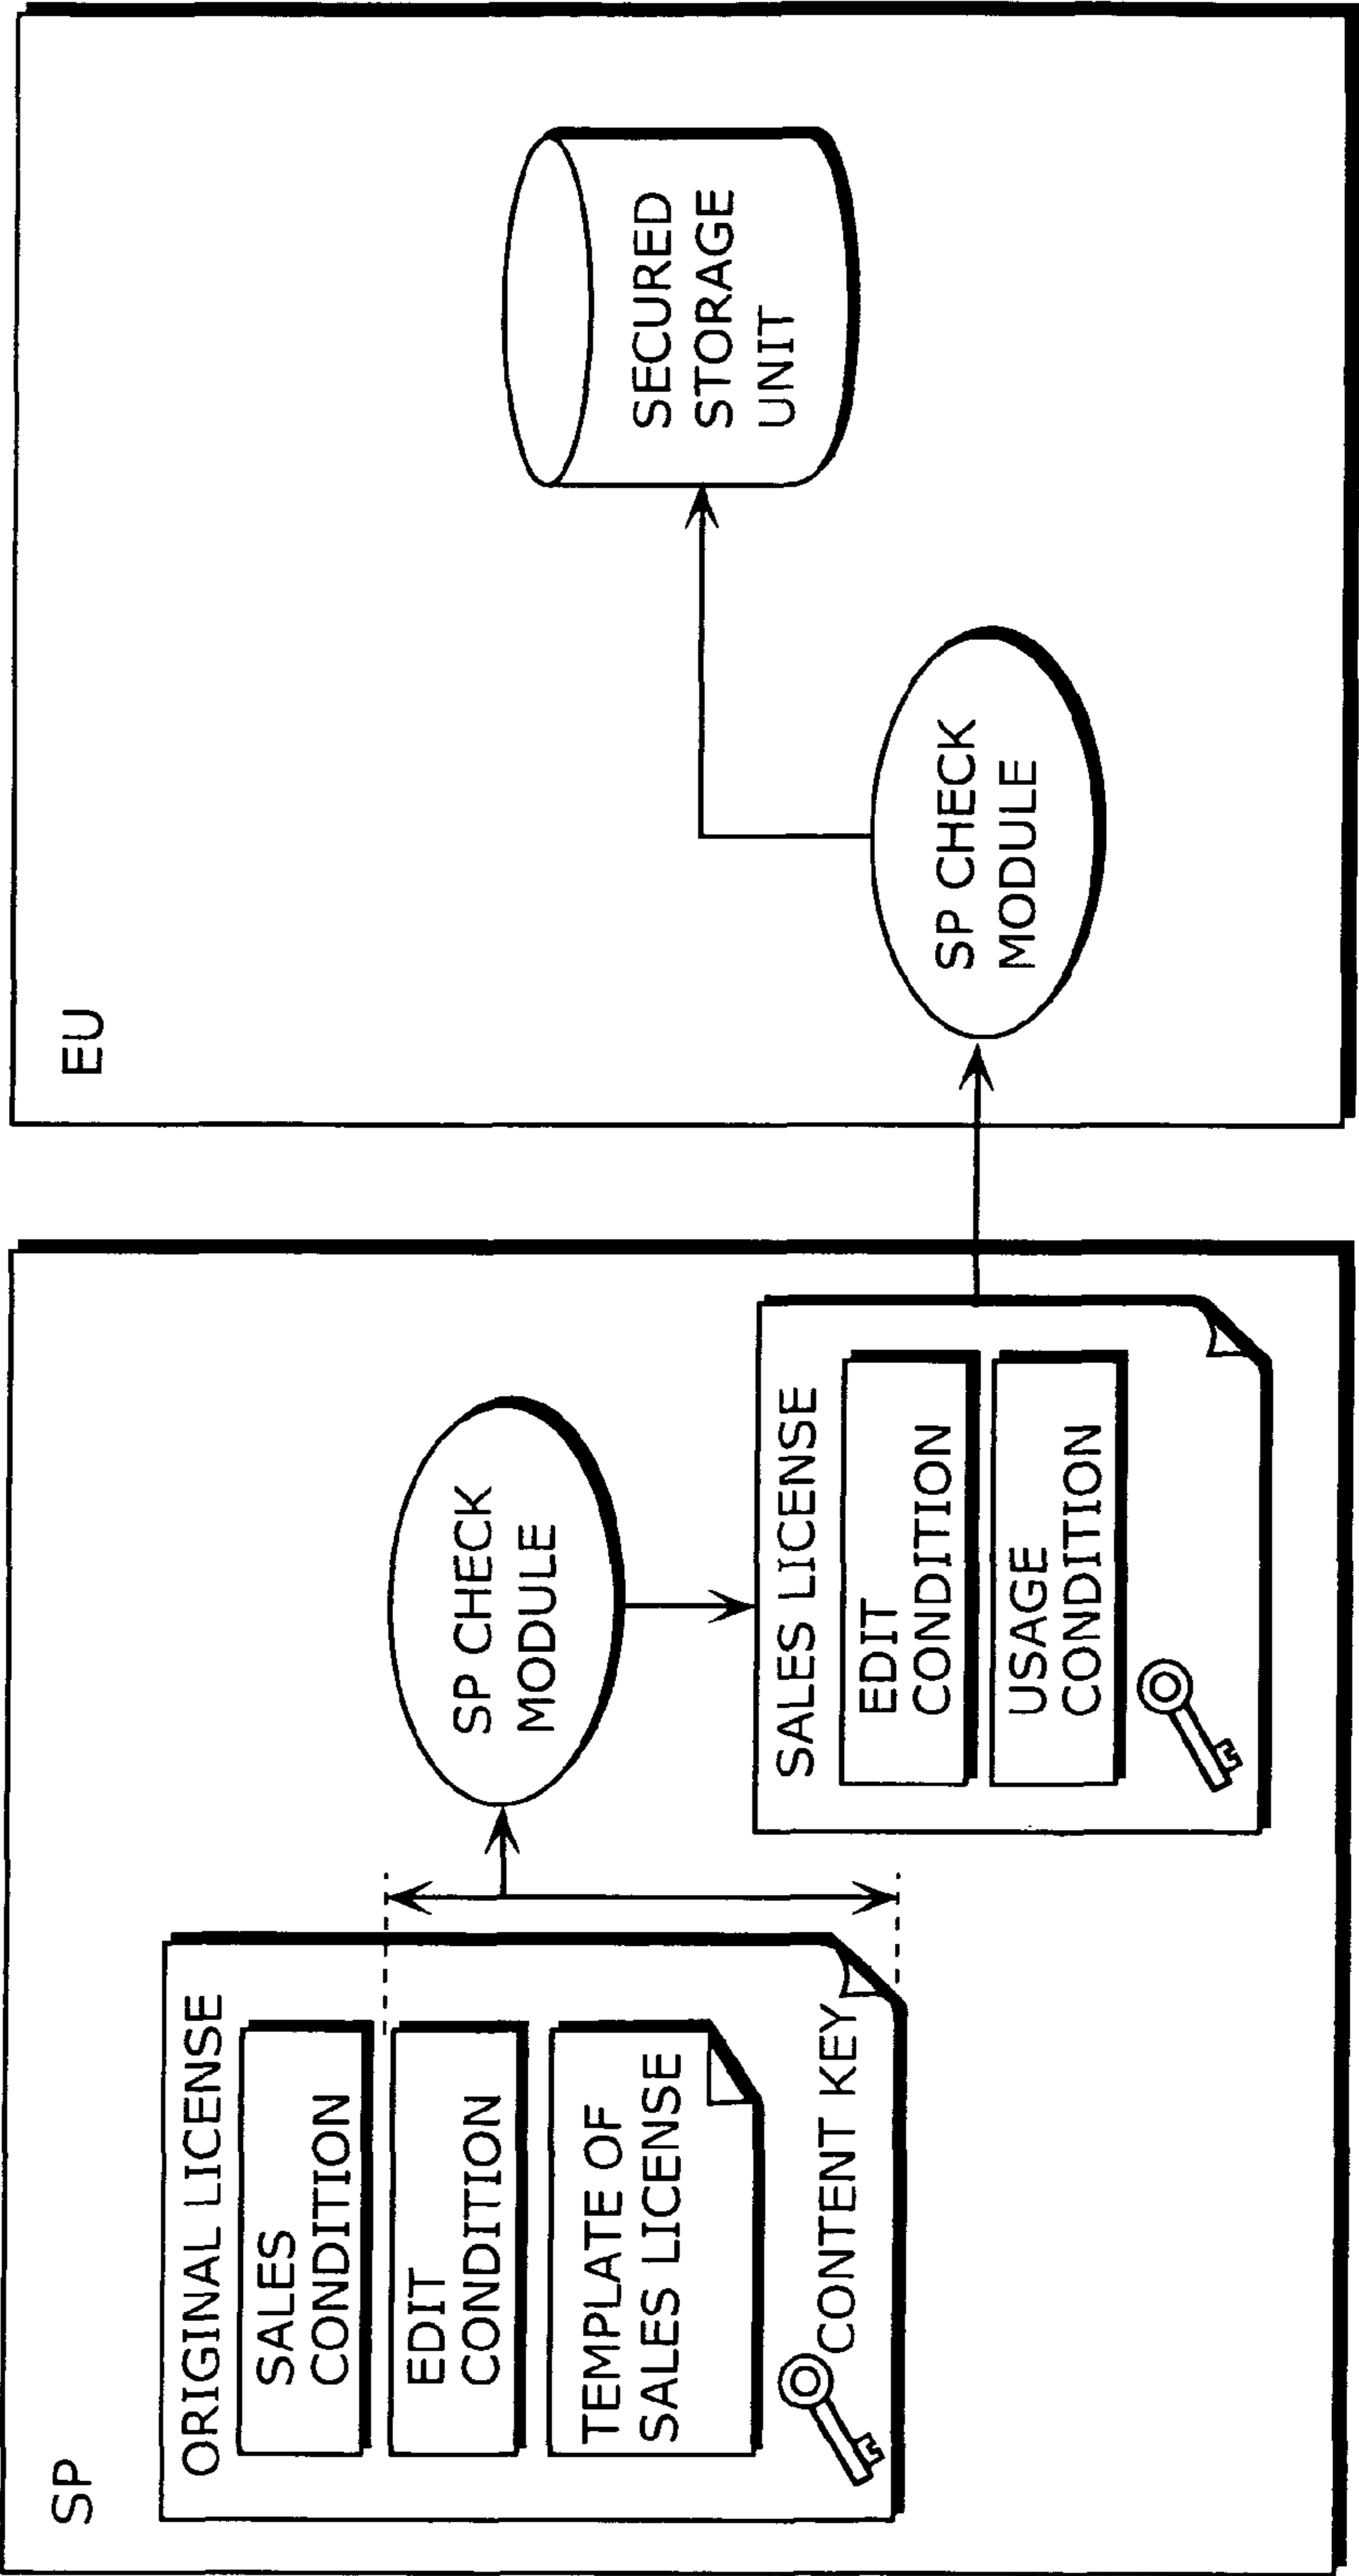 SP
ORIGINAL LICENSE
SALES
CONDITION
EDIT
CONDITION
TEMPLATE OF
SALES LICENSE
CONTENT KEY
SP CHECK
MODULE
SALES LICENSE
EDIT
CONDITION
USAGE
CONDITION
EU
SP CHECK
MODULE
SECURED
STORAGE
UNIT